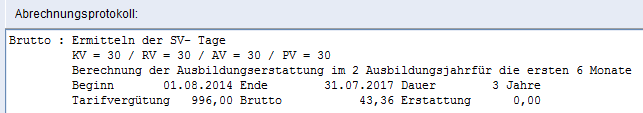 Abrechnungsprotokoll:
Brutto : Ermitteln der SV- Tage
KV = 30 / RV = 30 / AV = 30 / PV = 30
Berechnung der Ausbildungserstattung im 2 Ausbildungsjahrfür die ersten 6 Monate
Beginn 01.08.2014 Ende 31.07.2017 Dauer 3 Jahre
Tarifvergütung 996,00 Brutto 43,36 Erstattung 0,00